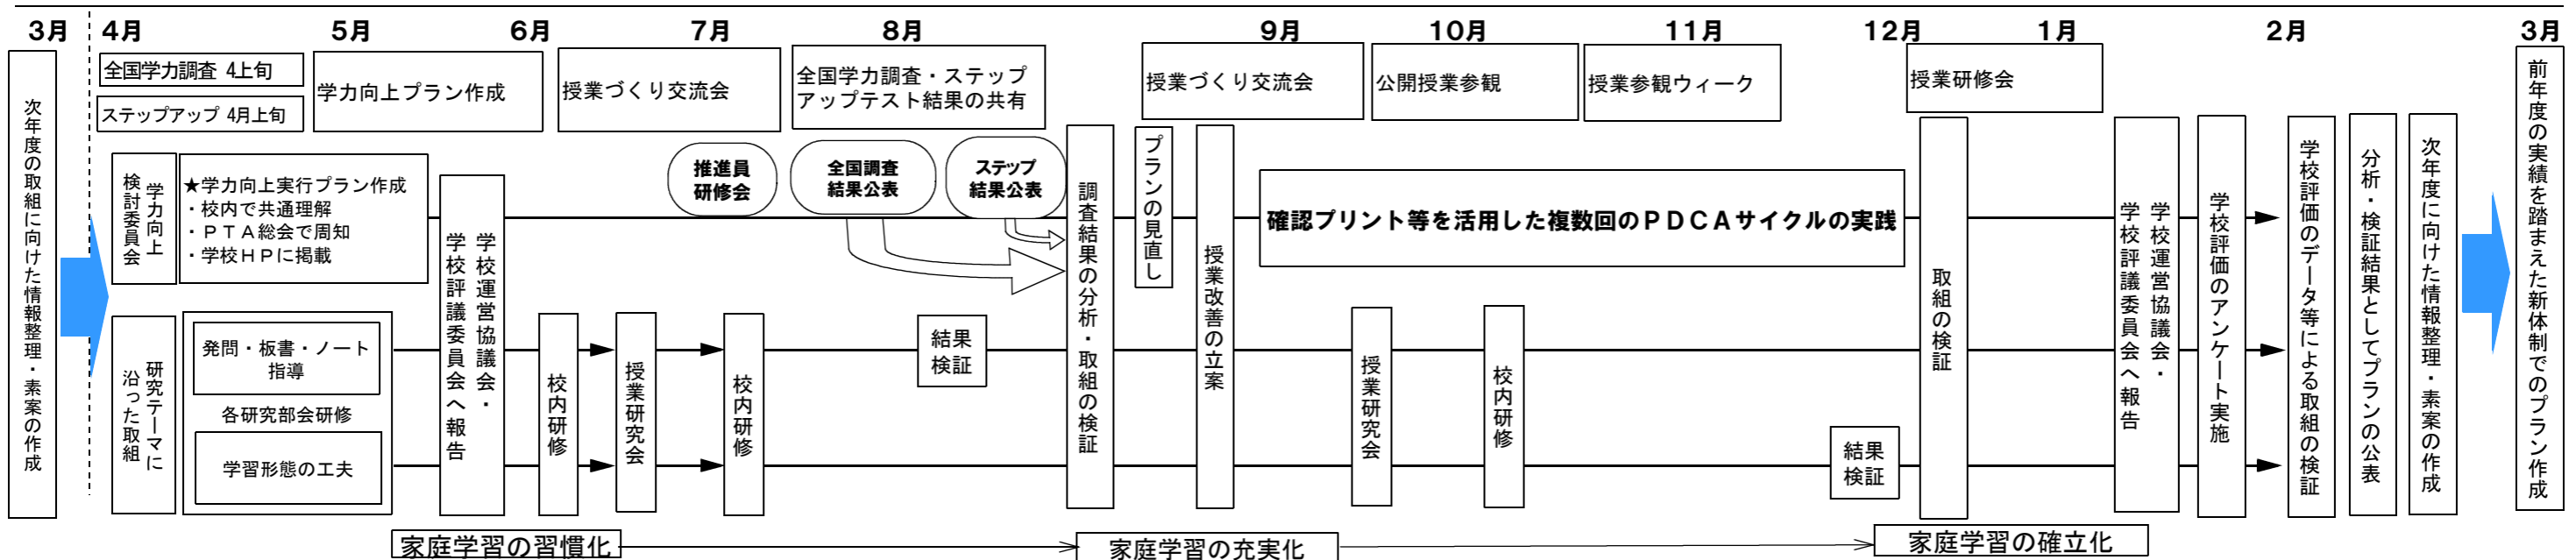 3月
4月
5月
6月
7月
8月
9月
10月
11月
12月
1月
2月
3月
次年度の取組に向けた情報整理・素案の作成
全国学力調査 4上旬
ステップアップ 4月上旬
学力向上プラン作成
授業づくり交流会
全国学力調査・ステップ
アップテスト結果の共有
授業づくり交流会
公開授業参観
授業参観ウィーク
授業研修会
学力向上
検討委員会
★学力向上実行プラン作成
・校内で共通理解
・PTA総会で周知
・学校HPに掲載
研究テーマに
沿った取組
発問・板書・ノート
指導
各研究部会研修
学習形態の工夫
学校運営協議会・
学校評議委員会へ報告
校内研修
授業研究会
校内研修
推進員
研修会
全国調査
結果公表
ステップ
結果公表
結果
検証
調査結果の分析・取組の検証
プランの見直し
授業改善の立案
確認プリント等を活用した複数回のPDCAサイクルの実践
授業研究会
校内研修
結果
検証
取組の検証
学校運営協議会・
学校評議委員会へ報告
学校評価のアンケート実施
学校評価のデータ等による取組の検証
分析・検証結果としてプランの公表
次年度に向けた情報整理・素案の作成
前年度の実績を踏まえた新体制でのプラン作成
家庭学習の習慣化
家庭学習の充実化
家庭学習の確立化